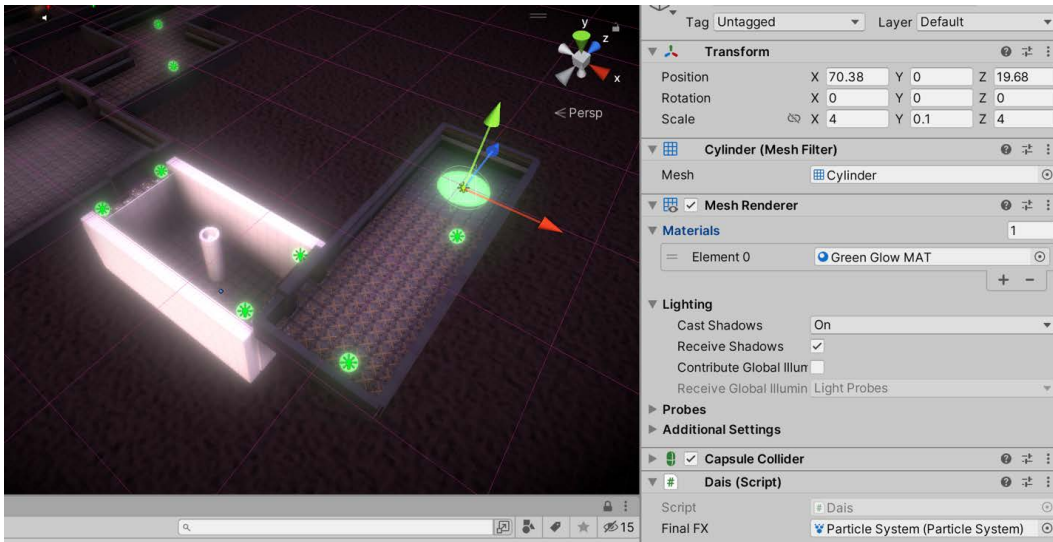 Tag Untagged Layer Default
y
z
x
Persp
Transform
Position X 70.38 Y 0 Z 19.68
Rotation X 0 Y 0 Z 0
Scale X 4 Y 0.1 Z 4
Cylinder (Mesh Filter)
Mesh Cylinder
Mesh Renderer
Materials 1
Element 0 Green Glow MAT
Lighting
Cast Shadows On
Receive Shadows
Contribute Global Illum
Receive Global Illumin Light Probes
Probes
Additional Settings
Capsule Collider
# Dais (Script)
Script # Dais
15
Final FX Particle System (Particle System)